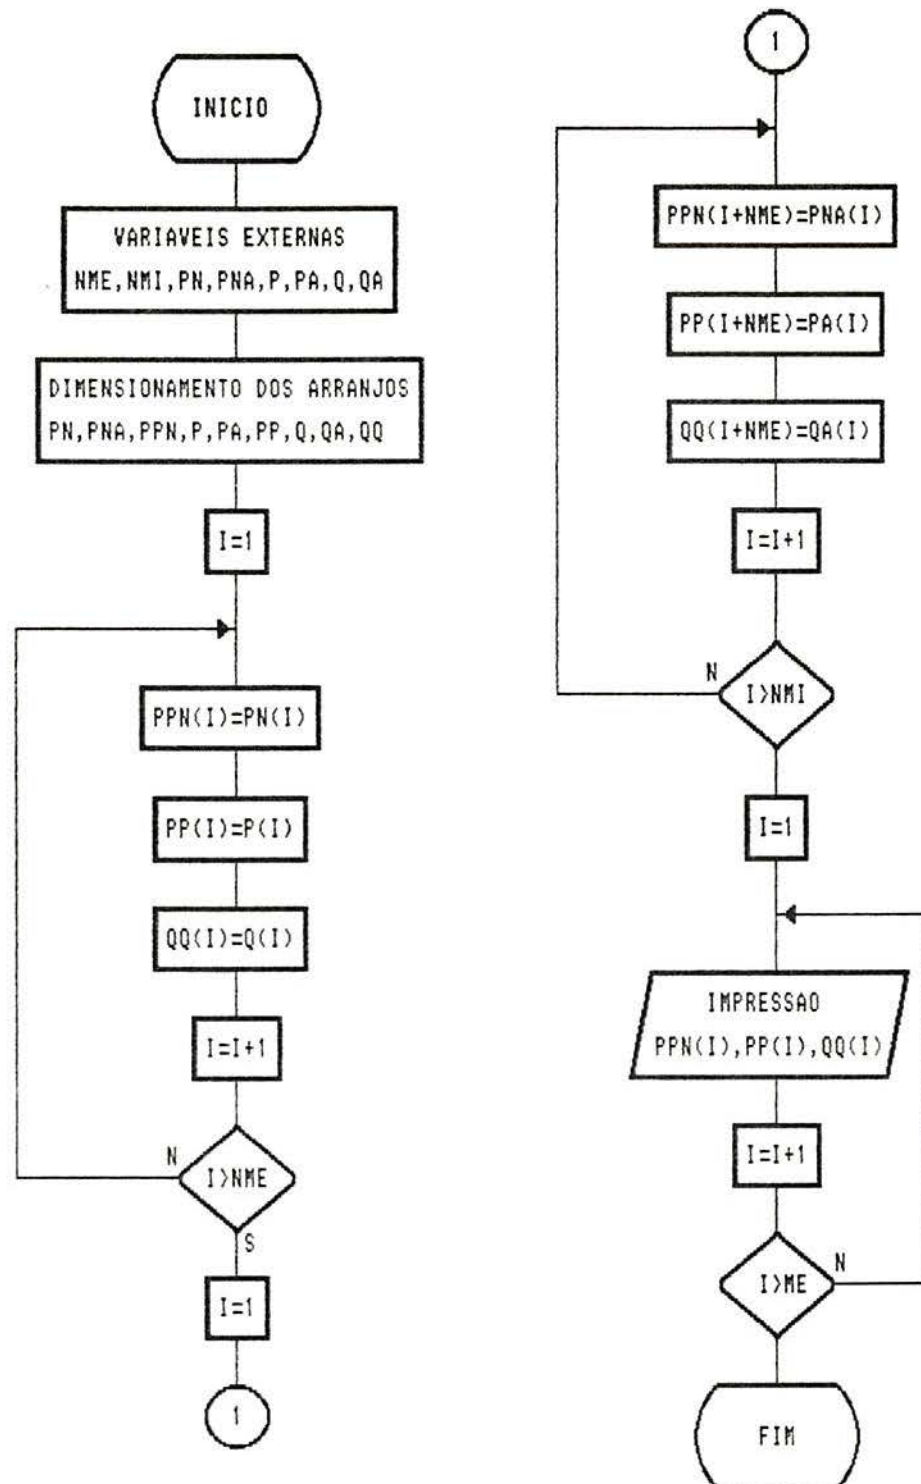 INICIO
VARIAVEIS EXTERNAS
NME,NMI,PN,PNA,P,PA,Q,QA
DIMENSIONAMENTO DOS ARRANJOS
PN,PNA,PPN,P,PA,PP,Q,QA,QQ
I=1
PPN(I)=PN(I)
PP(I)=P(I)
QQ(I)=Q(I)
I=I+1
N
I>NME
S
I=1
1
1
PPN(I+NME)=PNA(I)
PP(I+NME)=PA(I)
QQ(I+NME)=QA(I)
I=I+1
N
I>NMI
I=1
IMPRESSAO
PPN(I),PP(I),QQ(I)
I=I+1
I>ME
N
FIM